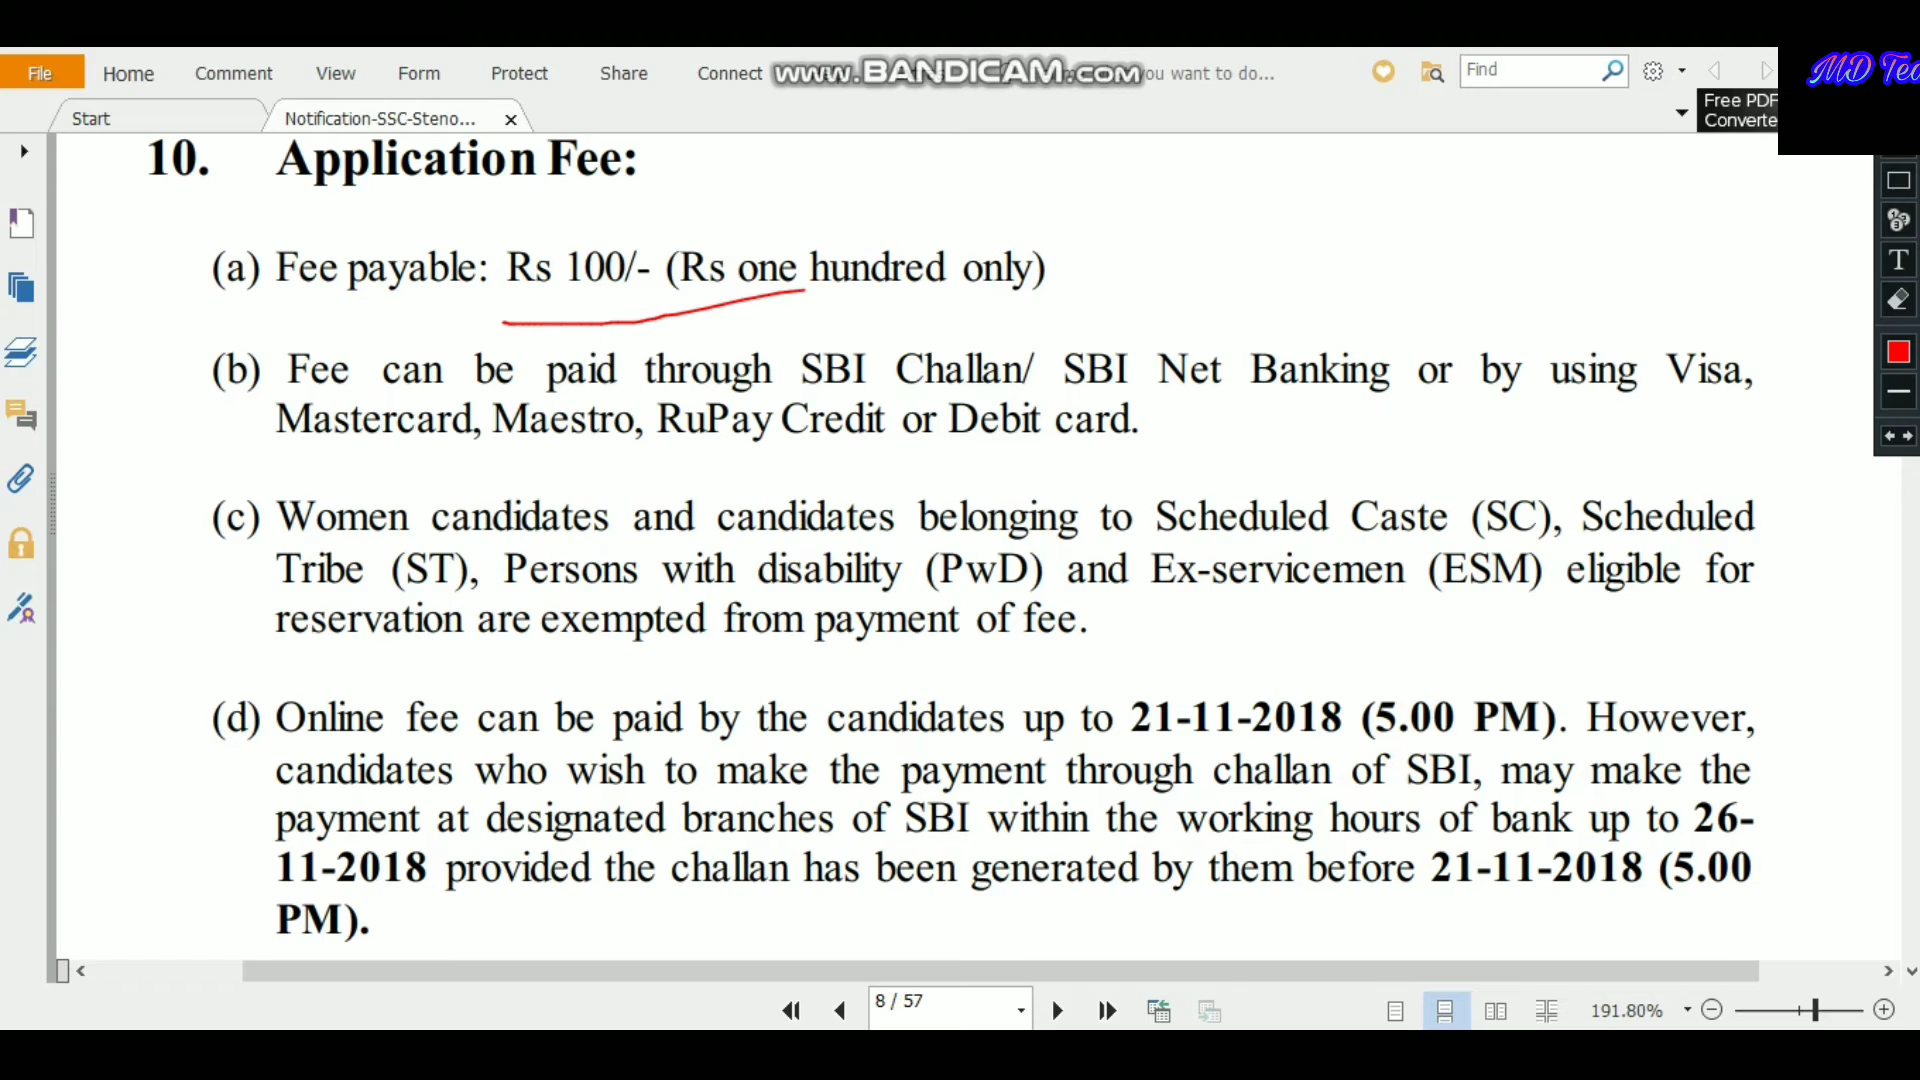 File Home Comment View Form Protect Share Connect www.BANDICAM.com you want to do... Find
MD Tec
Start Notification-SSC-Steno... Free PDF
Converte
10. Application Fee:
(a) Fee payable: Rs 100/- (Rs one hundred only)
(b) Fee can be paid through SBI Challan/ SBI Net Banking or by using Visa,
Mastercard, Maestro, RuPay Credit or Debit card.
(c) Women candidates and candidates belonging to Scheduled Caste (SC), Scheduled
Tribe (ST), Persons with disability (PwD) and Ex-servicemen (ESM) eligible for
reservation are exempted from payment of fee.
(d) Online fee can be paid by the candidates up to 21-11-2018 (5.00 PM). However,
candidates who wish to make the payment through challan of SBI, may make the
payment at designated branches of SBI within the working hours of bank up to 26-
11-2018 provided the challan has been generated by them before 21-11-2018 (5.00
PM).
8 / 57 191.80%